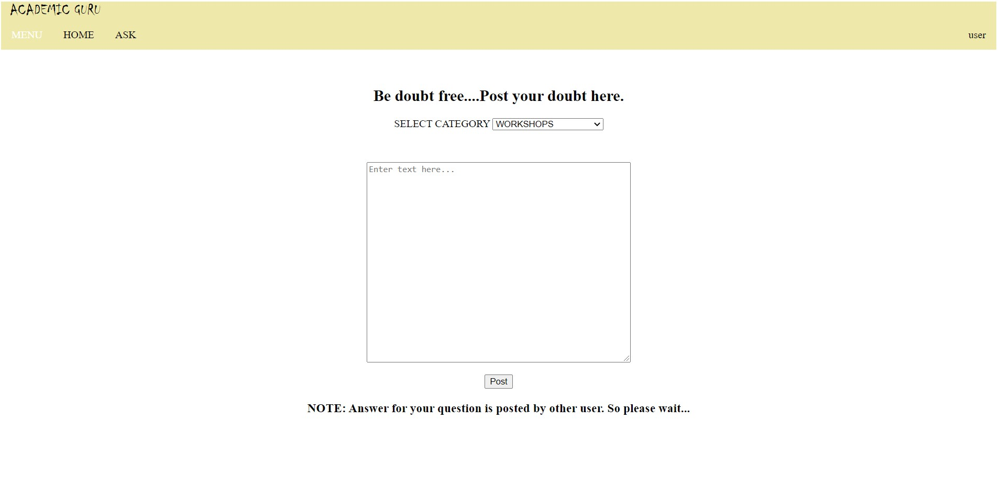 ACADEMIC GURU
MENU HOME ASK user
Be doubt free....Post your doubt here.
SELECT CATEGORY WORKSHOPS
Enter text here...
Post
NOTE: Answer for your question is posted by other user. So please wait...